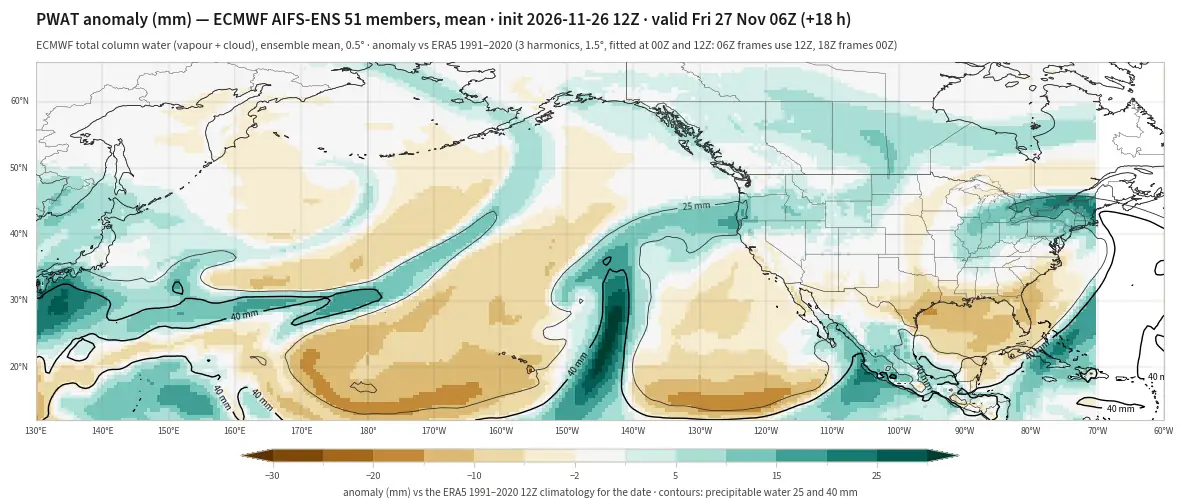 PWAT anomaly (mm) — ECMWF AIFS-ENS 51 members, mean · init 2026-11-26 12Z · valid Fri 27 Nov 06Z (+18 h)
ECMWF total column water (vapour + cloud), ensemble mean, 0.5° · anomaly vs ERA5 1991–2020 (3 harmonics, 1.5°, fitted at 00Z and 12Z: 06Z frames use 12Z, 18Z frames 00Z)
60°N
50°N
25 mm
40°N
30°N
40 mm
40 mm
40 mm
20°N
40 mm
40 mm
40 mm
40 m
40 mm
130°E 140°E 150°E 160°E 170°E 180° 170°W 160°W 150°W 140°W 130°W 120°W 110°W 100°W 90°W 80°W 70°W 60°W
−30 −20 −10 −2 5 15 25
anomaly (mm) vs the ERA5 1991–2020 12Z climatology for the date · contours: precipitable water 25 and 40 mm